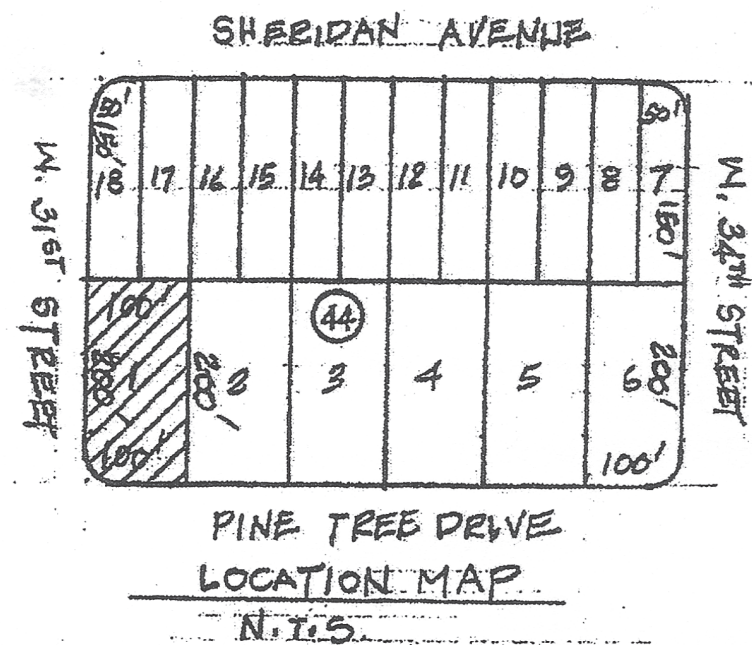 SHERIDAN AVENUE
50'
150'
18 17 16 15 14 13 12 11 10 9 8 7
50'
150'
W. 31ST STREET
W. 34TH STREET
100'
44
200'
1
200'
2 3 4 5 6
200'
100'
100'
PINE TREE DRIVE
LOCATION MAP
N.T.S.